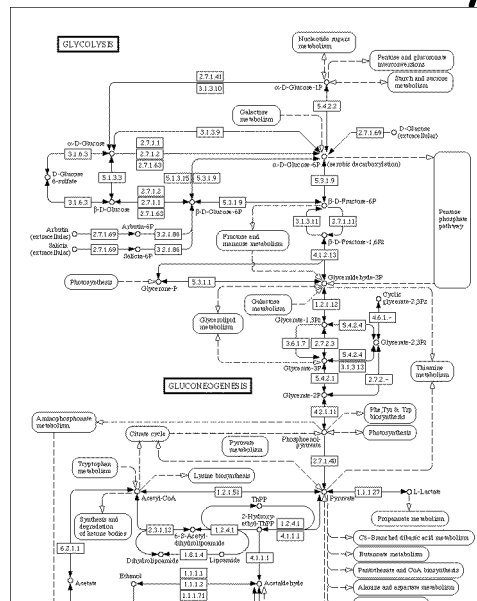 GLYCOLYSIS
Nucleotide sugars
metabolism
Pentose and glucuronate
interconversions
Starch and sucrose
metabolism
2.7.1.41
3.1.3.10
α-D-Glucose-1P
5.4.2.2
Galactose
metabolism
3.1.3.9
α-D-Glucose
3.1.6.3
2.7.1.1
2.7.1.2
2.7.1.63
2.7.1.69
D-Glucose
(extracellular)
α-D-Glucose-6P
(aerobic decarboxylation)
D-Glucose
6-sulfate
5.1.3.3
5.1.3.15
5.3.1.9
5.3.1.9
2.7.1.2
2.7.1.1
2.7.1.63
3.1.6.3
β-D-Glucose
β-D-Glucose-6P
5.3.1.9
β-D-Fructose-6P
Pentose
phosphate
pathway
Arbutin
(extracellular)
2.7.1.69
Arbutin-6P
3.2.1.86
Salicin
(extracellular)
2.7.1.69
Salicin-6P
3.2.1.86
Fructose and
mannose metabolism
3.1.3.11
2.7.1.11
β-D-Fructose-1,6P2
4.1.2.13
Photosynthesis
Glycerone-P
5.3.1.1
Glyceraldehyde-3P
Galactose
metabolism
1.2.1.12
Cyclic
glycerate-2,3P2
Glycerolipid
metabolism
Glycerate-1,3P2
4.6.1.-
5.4.2.4
3.6.1.7
2.7.2.3
Glycerate-2,3P2
5.4.2.4
3.1.3.13
Glycerate-3P
Thiamine
metabolism
GLUCONEOGENESIS
5.4.2.1
2.7.2.-
Glycerate-2P
4.2.1.11
Phe,Tyr & Trp
biosynthesis
Photosynthesis
Aminophosphonate
metabolism
Citrate cycle
Phosphoenol-
pyruvate
Pyruvate
metabolism
2.7.1.40
Tryptophan
metabolism
Lysine biosynthesis
Acetyl-CoA
1.2.1.51
Pyruvate
1.1.1.27
L-Lactate
ThPP
Propanoate metabolism
Synthesis and
degradation
of ketone bodies
2.3.1.12
6-S-Acetyl-
dihydrolipoamide
1.2.4.1
2-Hydroxy-
ethyl-ThPP
1.2.4.1
4.1.1.1
C5-Branched dibasic acid metabolism
Butanoate metabolism
6.2.1.1
Dihydrolipoamide
1.8.1.4
Lipoamide
4.1.1.1
Pantothenate and CoA biosynthesis
Alanine and aspartate metabolism
Acetate
Ethanol
1.1.1.1
1.1.1.2
1.1.1.71
Acetaldehyde